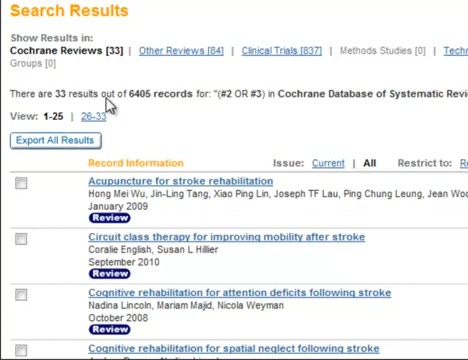 Search Results
Show Results in:
Cochrane Reviews [33] | Other Reviews [84] | Clinical Trials [837] | Methods Studies [0] |
Groups [0]
There are 33 results out of 6405 records for: "(#2 OR #3) in Cochrane Database of Systematic
View: 1-25 | 26-33
Export All Results
Record Information Issue: Current | All Restrict to:
Acupuncture for stroke rehabilitation
Hong Mei Wu, Jin-Ling Tang, Xiao Ping Lin, Joseph TF Lau, Ping Chung Leung, Jean Woo
January 2009
Review
Circuit class therapy for improving mobility after stroke
Coralie English, Susan L Hillier
September 2010
Review
Cognitive rehabilitation for attention deficits following stroke
Nadina Lincoln, Mariam Majid, Nicola Weyman
October 2008
Review
Cognitive rehabilitation for spatial neglect following stroke